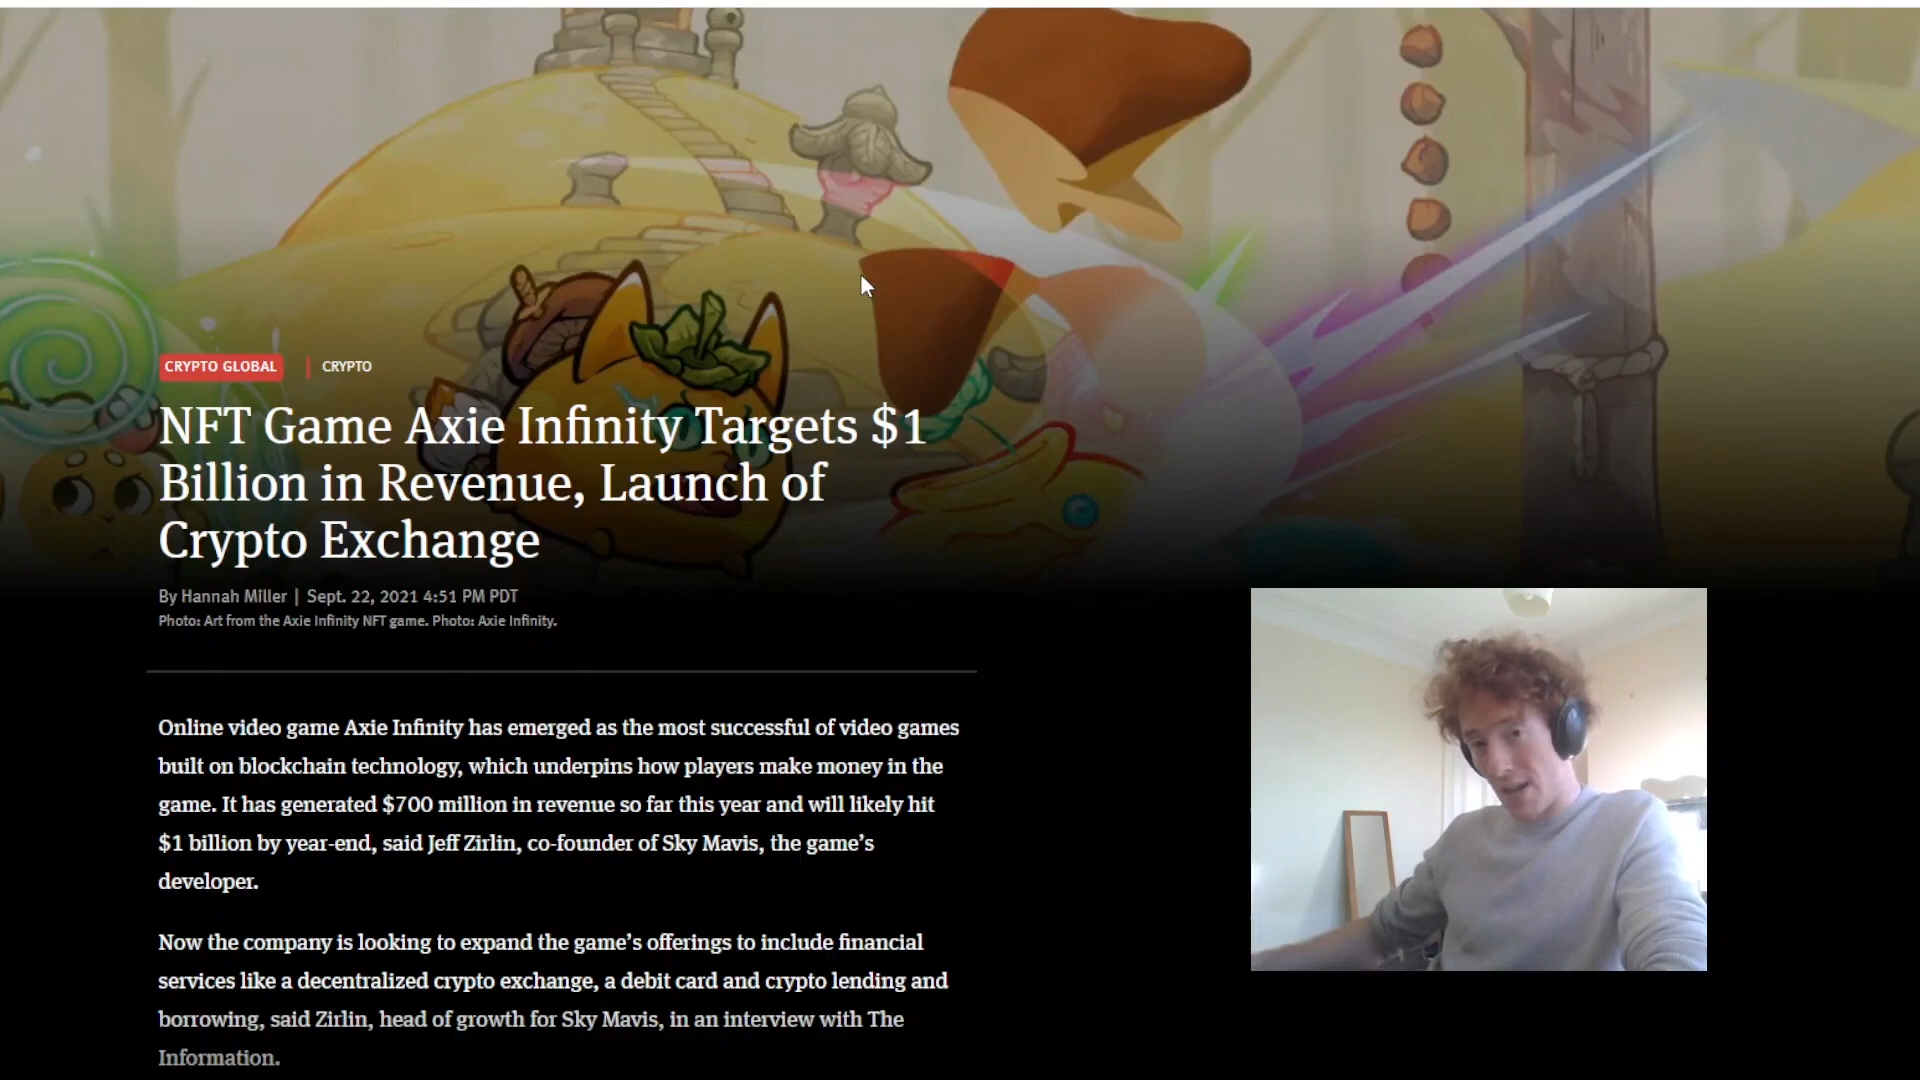 CRYPTO GLOBAL | CRYPTO
NFT Game Axie Infinity Targets $1
Billion in Revenue, Launch of
Crypto Exchange
By Hannah Miller | Sept. 22, 2021 4:51 PM PDT
Photo: Art from the Axie Infinity NFT game. Photo: Axie Infinity.
Online video game Axie Infinity has emerged as the most successful of video games
built on blockchain technology, which underpins how players make money in the
game. It has generated $700 million in revenue so far this year and will likely hit
$1 billion by year-end, said Jeff Zirlin, co-founder of Sky Mavis, the game’s
developer.
Now the company is looking to expand the game’s offerings to include financial
services like a decentralized crypto exchange, a debit card and crypto lending and
borrowing, said Zirlin, head of growth for Sky Mavis, in an interview with The
Information.